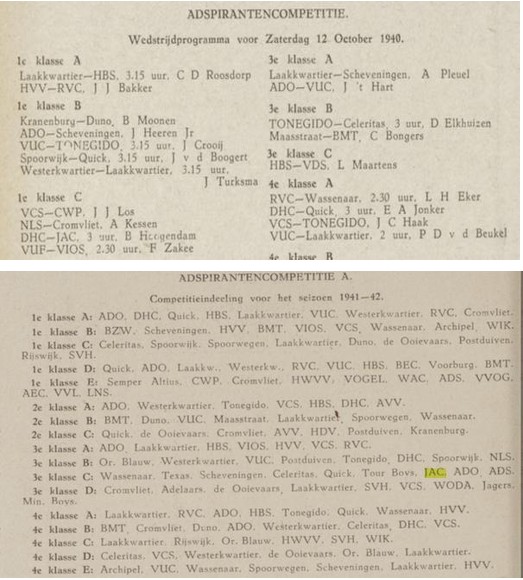 ADSPIRANTENCOMPETITIE.
Wedstrijdprogramma voor Zaterdag 12 October 1940.
1e klasse A
Laakkwartier—HBS, 3.15 uur, C D Roosdorp
HVV—RVC, J J Bakker
1e klasse B
Kranenburg—Duno, B Moonen
ADO—Scheveningen, J Heeren Jr
VUC—TONEGIDO, 3.15 uur, J Crooij
Spoorwijk—Quick, 3.15 uur, J v d Boogert
Westerkwartier—Laakkwartier, 3.15 uur,
J Turksma
1e klasse C
VCS—CWP, J J Los
NLS—Cromvliet, A Kessen
DHC—JAC, 3 uur, B Hoogendam
VUF—VIOS, 2.30 uur, F Zakee
3e klasse A
Laakkwartier—Scheveningen, A Pleuel
ADO—VUC, J 't Hart
3e klasse B
TONEGIDO—Celeritas, 3 uur, D Elkhuizen
Maasstraat—BMT, C Bongers
3e klasse C
HBS—VDS, L Maartens
4e klasse A
RVC—Wassenaar, 2.30 uur, L H Eker
DHC—Quick, 3 uur, E A Jonker
VCS—TONEGIDO, J C Haak
VUC—Laakkwartier, 2 uur, P D v d Beukel
4e klasse B
ADSPIRANTENCOMPETITIE A.
Competitieindeeling voor het seizoen 1941—42.
1e klasse A: ADO, DHC, Quick, HBS, Laakkwartier, VUC, Westerkwartier, RVC, Cromvliet.
1e klasse B: BZW, Scheveningen, HVV, BMT, VIOS, VCS, Wassenaar, Archipel, WIK.
1e klasse C: Celeritas, Spoorwijk, Spoorwegen, Laakkwartier, Duno, de Ooievaars, Postduiven,
Rijswijk, SVH.
1e klasse D: Quick, ADO, Laakkw., Westerkw., RVC, VUC, HBS, BEC, Voorburg, BMT.
1e klasse E: Semper Altius, CWP, Cromvliet, HWVV, VOGEL, WAC, ADS, VVOG,
AEC, VVL, LNS.
2e klasse A: ADO, Westerkwartier, Tonegido, VCS, HBS, DHC, AVV.
2e klasse B: BMT, Duno, VUC, Maasstraat, Laakkwartier, Spoorwegen, Wassenaar.
2e klasse C: Quick, de Ooievaars, Cromvliet, AVV, HDV, Postduiven, Kranenburg.
3e klasse A: ADO, Laakkwartier, HBS, VIOS, HVV, VCS, RVC.
3e klasse B: Or. Blauw, Westerkwartier, VUC, Postduiven, Tonegido, DHC, Spoorwijk, NLS.
3e klasse C: Wassenaar, Texas, Scheveningen, Celeritas, Quick, Tour Boys, JAC, ADO, ADS.
3e klasse D: Cromvliet, Adelaars, de Ooievaars, Laakkwartier, SVH, VCS, WODA, Jagers,
Min. Boys.
4e klasse A: Laakkwartier, RVC, ADO, HBS, Tonegido, Quick, Wassenaar, HVV.
4e klasse B: BMT, Cromvliet, Duno, ADO, Westerkwartier, Celeritas, DHC, VCS.
4e klasse C: Laakkwartier, Rijswijk, Or. Blauw, HWVV, SVH, WIK.
4e klasse D: Celeritas, VCS, Westerkwartier, de Ooievaars, Or. Blauw, Laakkwartier.
4e klasse E: Archipel, VUC, Wassenaar, Spoorwegen, Scheveningen, Laakkwartier, HVV.